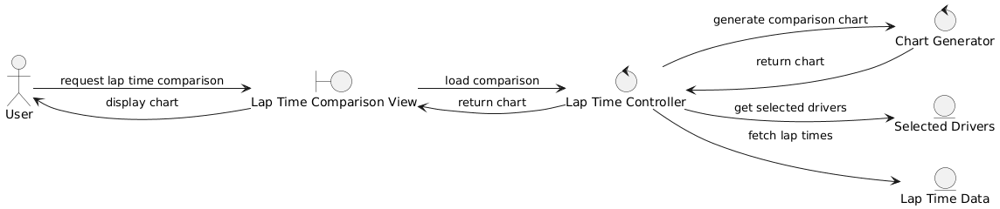 generate comparison chart
Chart Generator
return chart
request lap time comparison
load comparison
User
display chart
Lap Time Comparison View
return chart
Lap Time Controller
get selected drivers
Selected Drivers
fetch lap times
Lap Time Data